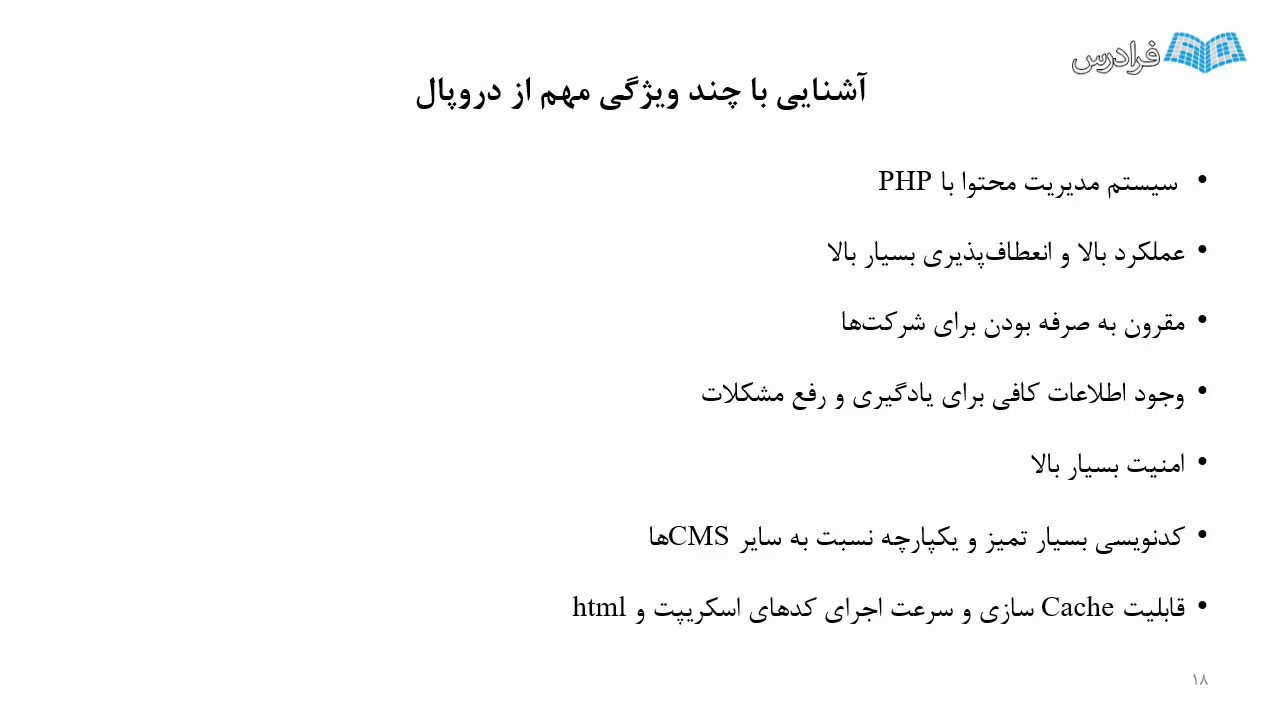 فرادرس
آشنایی با چند ویژگی مهم از دروپال
• سیستم مدیریت محتوا با PHP
• عملکرد بالا و انعطاف‌پذیری بسیار بالا
• مقرون به صرفه بودن برای شرکت‌ها
• وجود اطلاعات کافی برای یادگیری و رفع مشکلات
• امنیت بسیار بالا
• کدنویسی بسیار تمیز و یکپارچه نسبت به سایر CMSها
• قابلیت Cache سازی و سرعت اجرای کدهای اسکریپت و html
۱۸